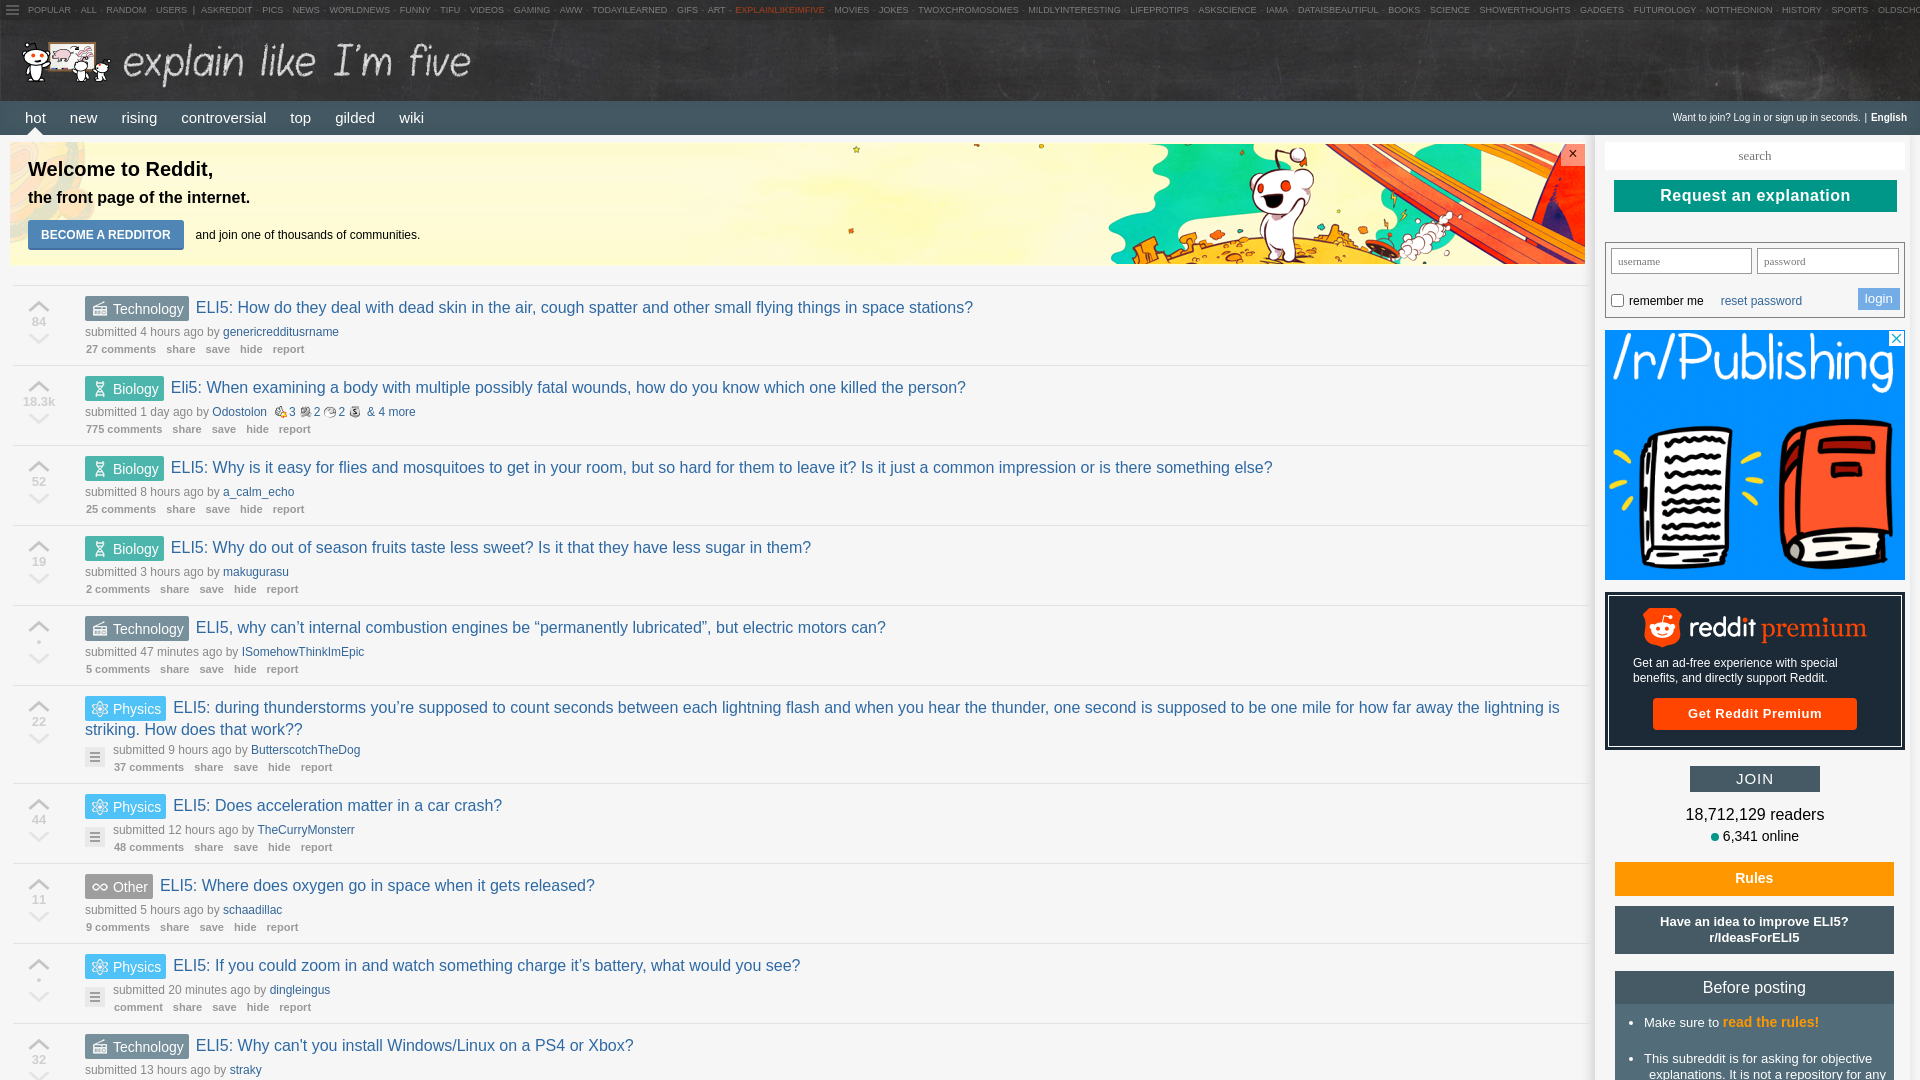 POPULAR - ALL - RANDOM - USERS | ASKREDDIT - PICS - NEWS - WORLDNEWS - FUNNY - TIFU - VIDEOS - GAMING - AWW - TODAYILEARNED - GIFS - ART - EXPLAINLIKEIMFIVE - MOVIES - JOKES - TWOXCHROMOSOMES - MILDLYINTERESTING - LIFEPROTIPS - ASKSCIENCE - IAMA - DATAISBEAUTIFUL - BOOKS - SCIENCE - SHOWERTHOUGHTS - GADGETS - FUTUROLOGY - NOTTHEONION - HISTORY - SPORTS - OLDSCHO
explain like I'm five
hot new rising controversial top gilded wiki
Want to join? Log in or sign up in seconds. | English
Welcome to Reddit,
the front page of the internet.
BECOME A REDDITOR and join one of thousands of communities.
×
84
Technology ELI5: How do they deal with dead skin in the air, cough spatter and other small flying things in space stations?
submitted 4 hours ago by genericredditusrname
27 comments share save hide report
18.3k
Biology Eli5: When examining a body with multiple possibly fatal wounds, how do you know which one killed the person?
submitted 1 day ago by Odostolon 3 2 2 & 4 more
775 comments share save hide report
52
Biology ELI5: Why is it easy for flies and mosquitoes to get in your room, but so hard for them to leave it? Is it just a common impression or is there something else?
submitted 8 hours ago by a_calm_echo
25 comments share save hide report
19
Biology ELI5: Why do out of season fruits taste less sweet? Is it that they have less sugar in them?
submitted 3 hours ago by makugurasu
2 comments share save hide report
•
Technology ELI5, why can’t internal combustion engines be “permanently lubricated”, but electric motors can?
submitted 47 minutes ago by ISomehowThinkImEpic
5 comments share save hide report
22
Physics ELI5: during thunderstorms you’re supposed to count seconds between each lightning flash and when you hear the thunder, one second is supposed to be one mile for how far away the lightning is
striking. How does that work??
submitted 9 hours ago by ButterscotchTheDog
37 comments share save hide report
44
Physics ELI5: Does acceleration matter in a car crash?
submitted 12 hours ago by TheCurryMonsterr
48 comments share save hide report
11
Other ELI5: Where does oxygen go in space when it gets released?
submitted 5 hours ago by schaadillac
9 comments share save hide report
•
Physics ELI5: If you could zoom in and watch something charge it’s battery, what would you see?
submitted 20 minutes ago by dingleingus
comment share save hide report
32
Technology ELI5: Why can't you install Windows/Linux on a PS4 or Xbox?
submitted 13 hours ago by straky
search
Request an explanation
username password
remember me reset password login
/r/Publishing
reddit premium
Get an ad-free experience with special
benefits, and directly support Reddit.
Get Reddit Premium
JOIN
18,712,129 readers
6,341 online
Rules
Have an idea to improve ELI5?
r/IdeasForELI5
Before posting
• Make sure to read the rules!
• This subreddit is for asking for objective
explanations. It is not a repository for any